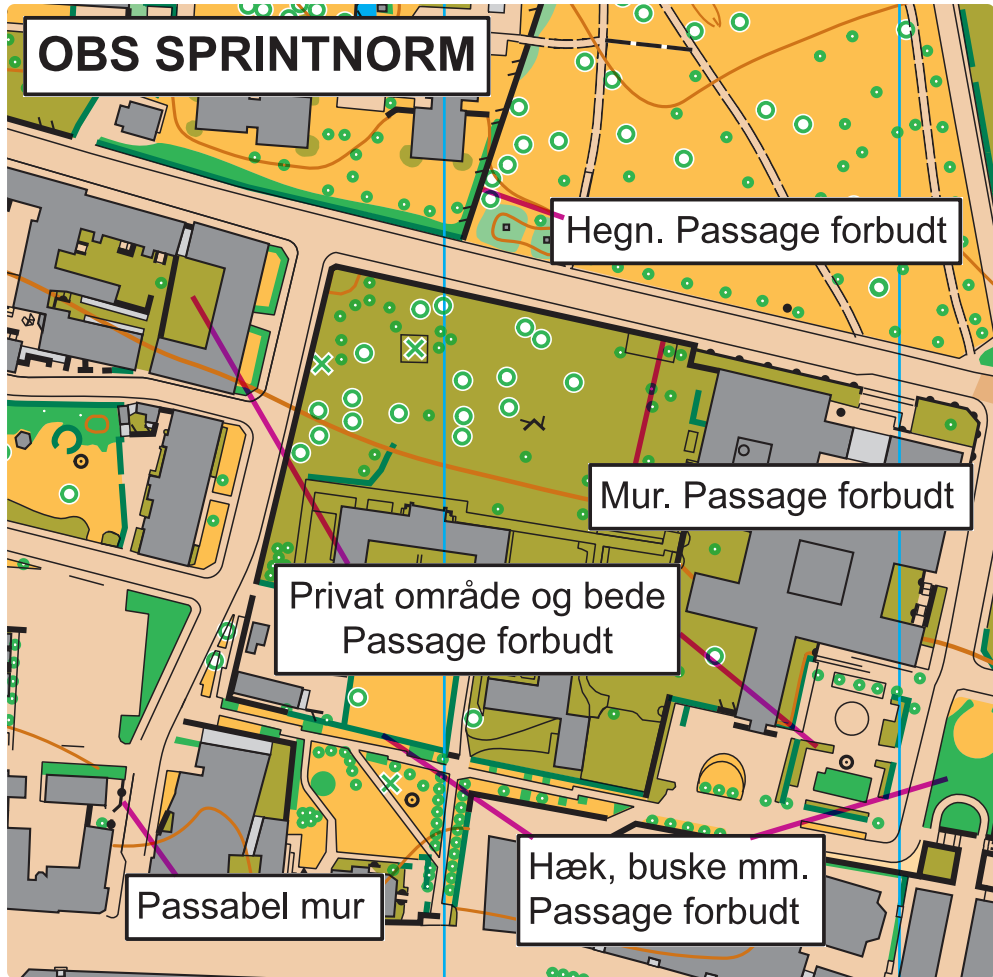 OBS SPRINTNORM
Hegn. Passage forbudt
Mur. Passage forbudt
Privat område og bede
Passage forbudt
Hæk, buske mm.
Passage forbudt
Passabel mur